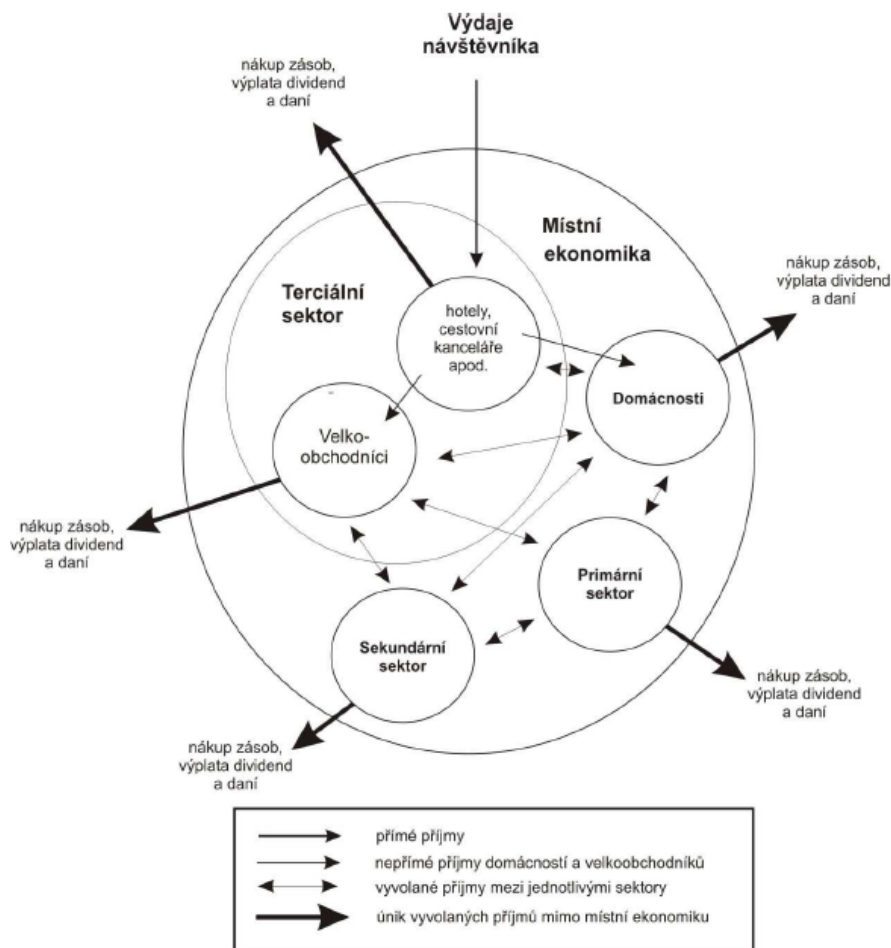 Výdaje
návštěvníka
nákup zásob,
výplata dividend
a daní
Místní
ekonomika
nákup zásob,
výplata dividend
a daní
Terciální
sektor
hotely,
cestovní
kanceláře
apod.
Domácnosti
Velko-
obchodníci
nákup zásob,
výplata dividend
a daní
Primární
sektor
Sekundární
sektor
nákup zásob,
výplata dividend
a daní
nákup zásob,
výplata dividend
a daní
přímé příjmy
nepřímé příjmy domácností a velkoobchodníků
vyvolané příjmy mezi jednotlivými sektory
únik vyvolaných příjmů mimo místní ekonomiku